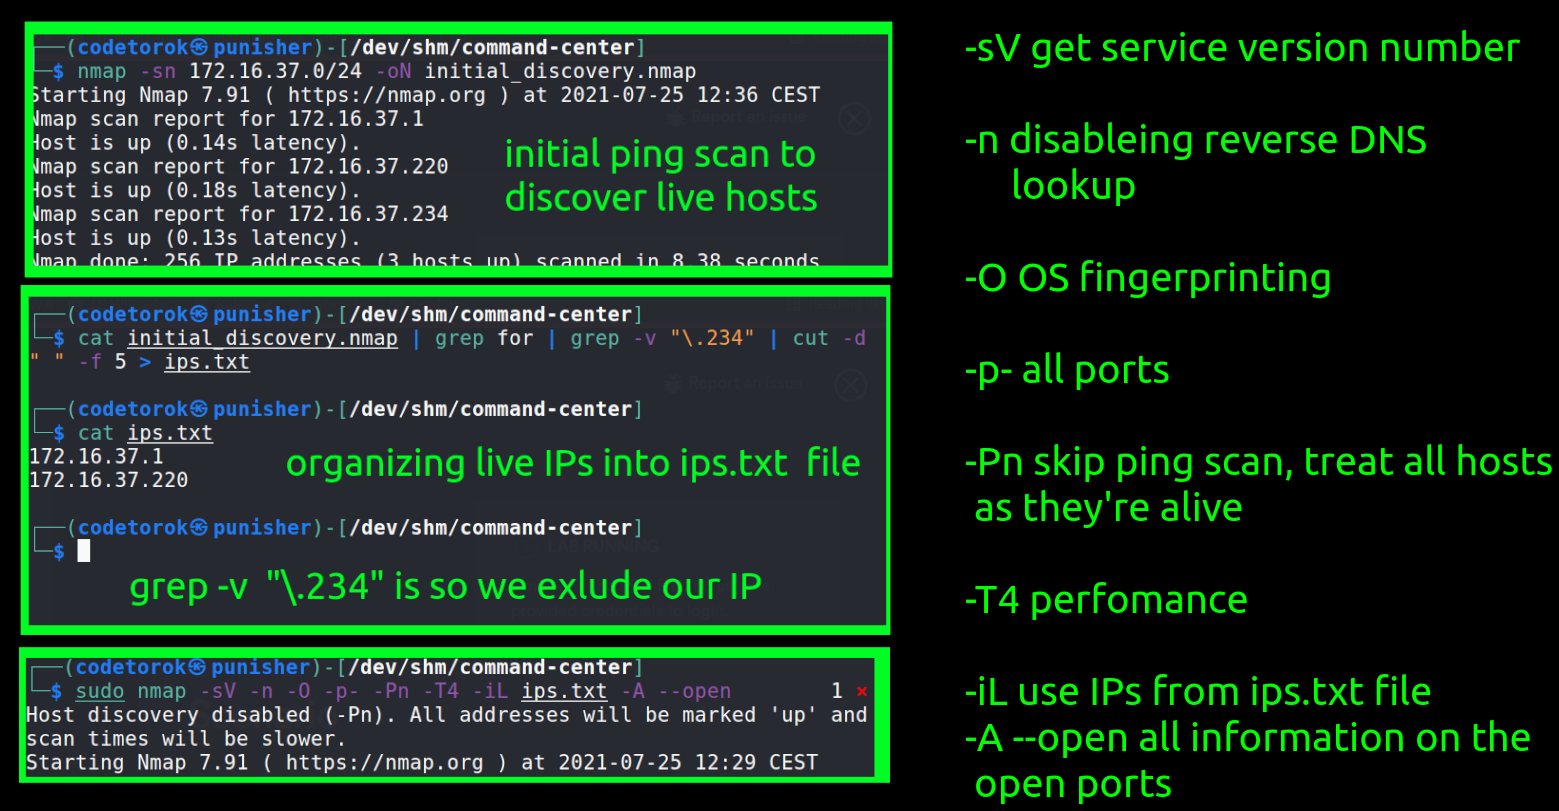 ┌──(codetorok㉿punisher)-[/dev/shm/command-center]
└─$ nmap -sn 172.16.37.0/24 -oN initial_discovery.nmap
Starting Nmap 7.91 ( https://nmap.org ) at 2021-07-25 12:36 CEST
Nmap scan report for 172.16.37.1
Host is up (0.14s latency).
Nmap scan report for 172.16.37.220
Host is up (0.18s latency).
Nmap scan report for 172.16.37.234
Host is up (0.13s latency).
Nmap done: 256 IP addresses (3 hosts up) scanned in 8.38 seconds
Report an issue
initial ping scan to
discover live hosts
┌──(codetorok㉿punisher)-[/dev/shm/command-center]
└─$ cat initial_discovery.nmap | grep for | grep -v "\.234" | cut -d
" " -f 5 > ips.txt
Report an issue
┌──(codetorok㉿punisher)-[/dev/shm/command-center]
└─$ cat ips.txt
172.16.37.1
172.16.37.220
organizing live IPs into ips.txt file
┌──(codetorok㉿punisher)-[/dev/shm/command-center]
└─$
LAB RUNNING
grep -v "\.234" is so we exlude our IP
┌──(codetorok㉿punisher)-[/dev/shm/command-center]
└─$ sudo nmap -sV -n -O -p- -Pn -T4 -iL ips.txt -A --open 1 ×
Host discovery disabled (-Pn). All addresses will be marked 'up' and
scan times will be slower.
Starting Nmap 7.91 ( https://nmap.org ) at 2021-07-25 12:29 CEST
-sV get service version number
-n disableing reverse DNS
lookup
-O OS fingerprinting
-p- all ports
-Pn skip ping scan, treat all hosts
as they're alive
-T4 perfomance
-iL use IPs from ips.txt file
-A --open all information on the
open ports